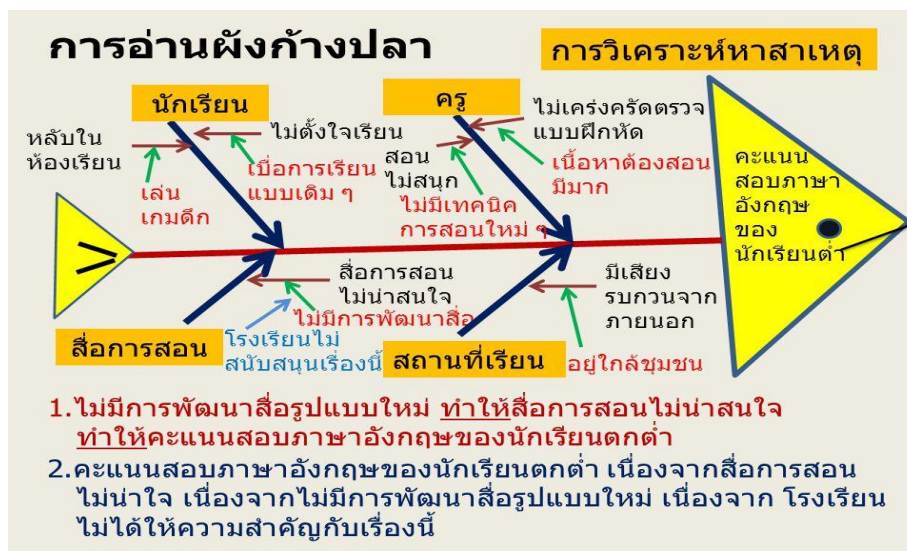 การอ่านผังก้างปลา
การวิเคราะห์หาสาเหตุ
นักเรียน
ครู
หลับใน
ห้องเรียน
ไม่ตั้งใจเรียน
เล่น
เกมดึก
เบื่อการเรียน
แบบเดิม ๆ
สอน
ไม่สนุก
ไม่มีเทคนิค
การสอนใหม่ ๆ
ไม่เคร่งครัดตรวจ
แบบฝึกหัด
เนื้อหาต้องสอน
มีมาก
คะแนน
สอบภาษา
อังกฤษ
ของ
นักเรียนต่ำ
สื่อการสอน
ไม่น่าสนใจ
ไม่มีการพัฒนาสื่อ
โรงเรียนไม่
สนับสนุนเรื่องนี้
สื่อการสอน
มีเสียง
รบกวนจาก
ภายนอก
อยู่ใกล้ชุมชน
สถานที่เรียน
1.ไม่มีการพัฒนาสื่อรูปแบบใหม่ ทำให้สื่อการสอนไม่น่าสนใจ
ทำให้คะแนนสอบภาษาอังกฤษของนักเรียนตกต่ำ
2.คะแนนสอบภาษาอังกฤษของนักเรียนตกต่ำ เนื่องจากสื่อการสอน
ไม่น่าใจ เนื่องจากไม่มีการพัฒนาสื่อรูปแบบใหม่ เนื่องจาก โรงเรียน
ไม่ได้ให้ความสำคัญกับเรื่องนี้